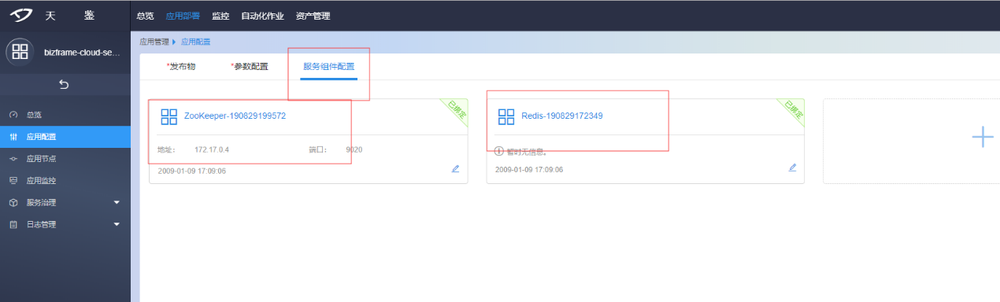 天 鉴 总览 应用部署 监控 自动化作业 资产管理
bizframe-cloud-se...
应用管理 应用配置
*发布物 *参数配置 服务组件配置
总览
应用配置
应用节点
应用监控
服务治理
日志管理
ZooKeeper-190829199572
已绑定
地址: 172.17.0.4 端口: 9020
2009-01-09 17:09:06
Redis-190829172349
已绑定
暂时无信息。
2009-01-09 17:09:06